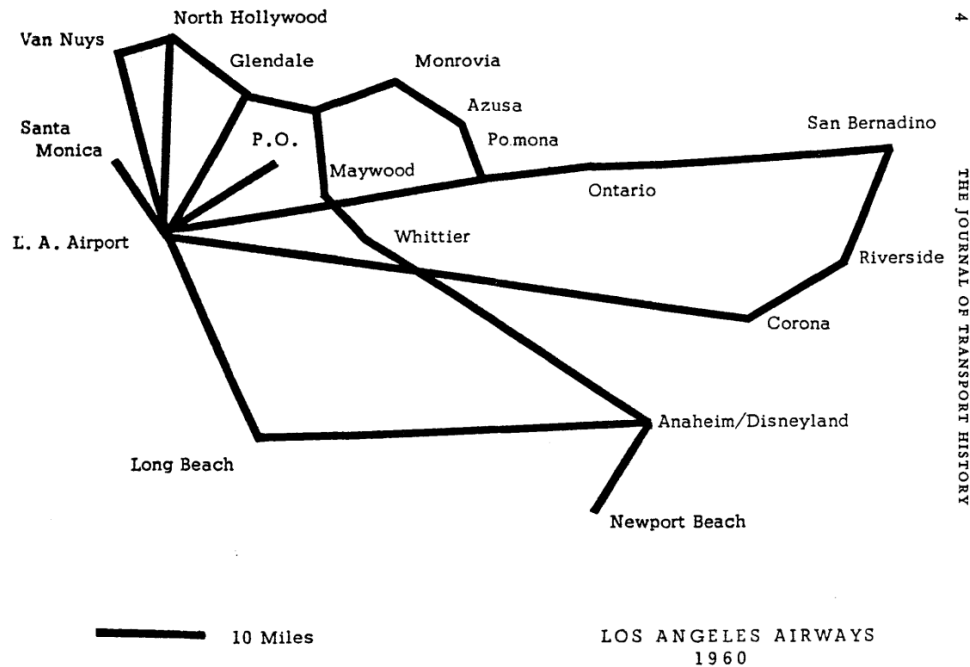 North Hollywood
Van Nuys
Glendale
Monrovia
Azusa
Santa
Monica
P.O.
Pomona
San Bernadino
Maywood
Ontario
L. A. Airport
Whittier
Riverside
Corona
Anaheim/Disneyland
Long Beach
Newport Beach
10 Miles
LOS ANGELES AIRWAYS
1960
4
THE JOURNAL OF TRANSPORT HISTORY